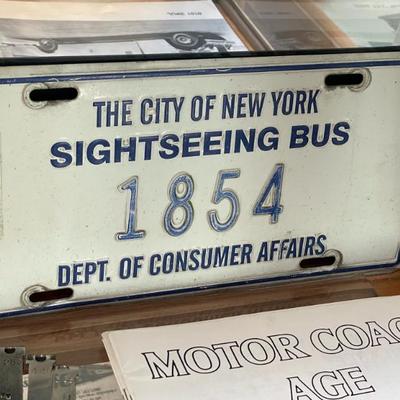 THE CITY OF NEW YORK
SIGHTSEEING BUS
1854
DEPT. OF CONSUMER AFFAIRS
MOTOR COAC
AGE